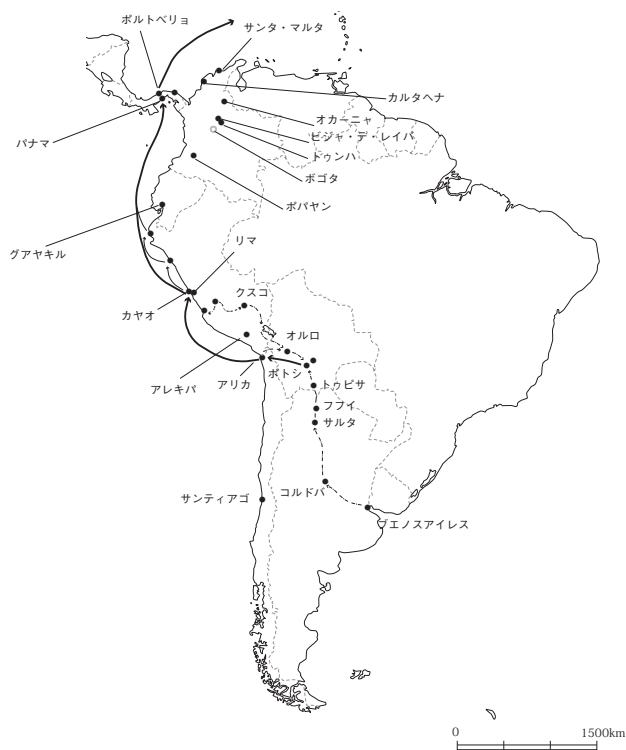 ポルトベリョ
サンタ・マルタ
カルタヘナ
パナマ
オカーニャ
ビジャ・デ・レイバ
トゥンハ
ボゴタ
ポパヤン
グアヤキル
リマ
クスコ
カヤオ
オルロ
アレキパ
アリカ
ポトシ
トゥピサ
フフイ
サルタ
サンティアゴ
コルドバ
ブエノスアイレス
0 1500km